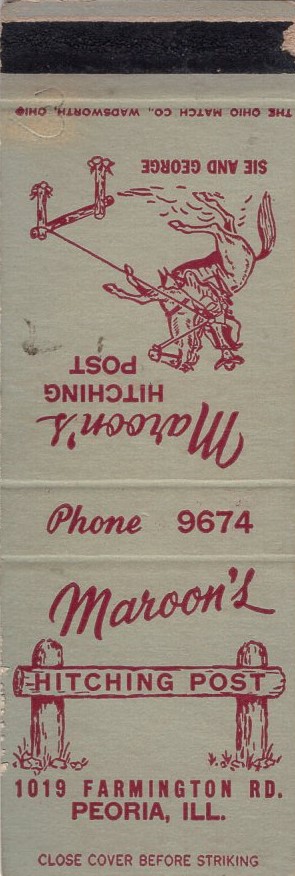 THE OHIO MATCH CO., WADSWORTH, OHIO
SIE AND GEORGE
Maroon's
HITCHING
POST
Phone 9674
Maroon's
HITCHING POST
1019 FARMINGTON RD.
PEORIA, ILL.
CLOSE COVER BEFORE STRIKING